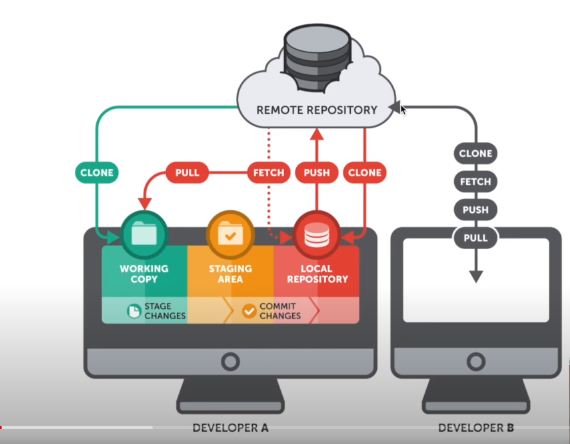 REMOTE REPOSITORY
CLONE
PULL
FETCH
PUSH
CLONE
CLONE
FETCH
PUSH
PULL
WORKING
COPY
STAGING
AREA
LOCAL
REPOSITORY
STAGE
CHANGES
COMMIT
CHANGES
DEVELOPER A
DEVELOPER B